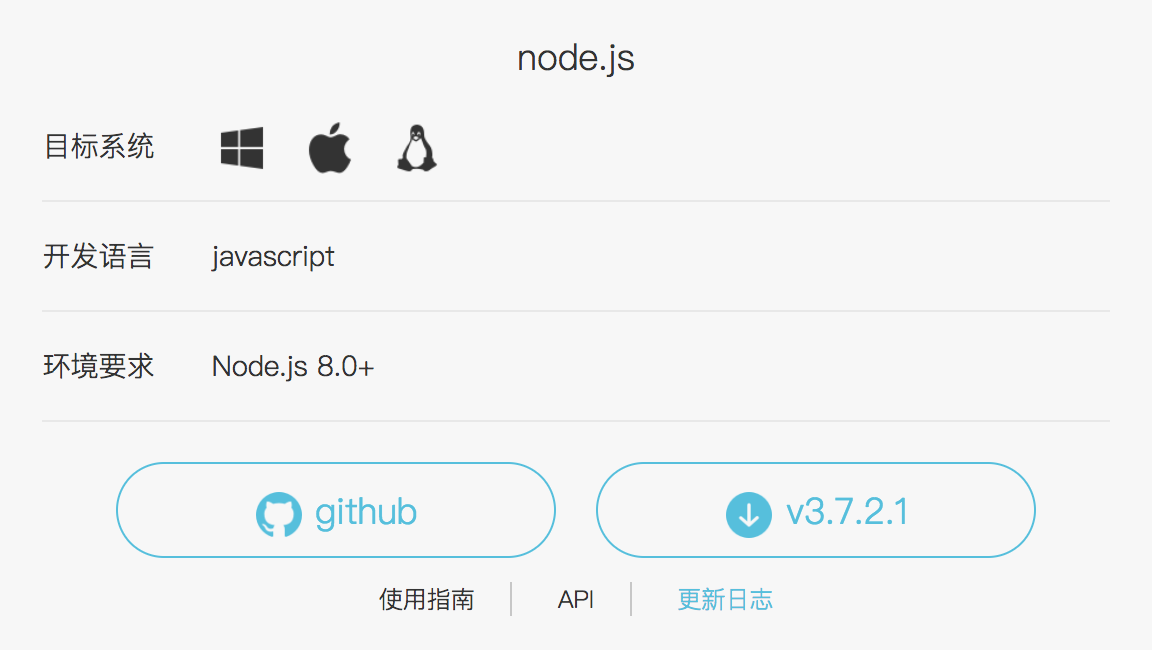 node.js
目标系统
开发语言 javascript
环境要求 Node.js 8.0+
github v3.7.2.1
使用指南 API 更新日志